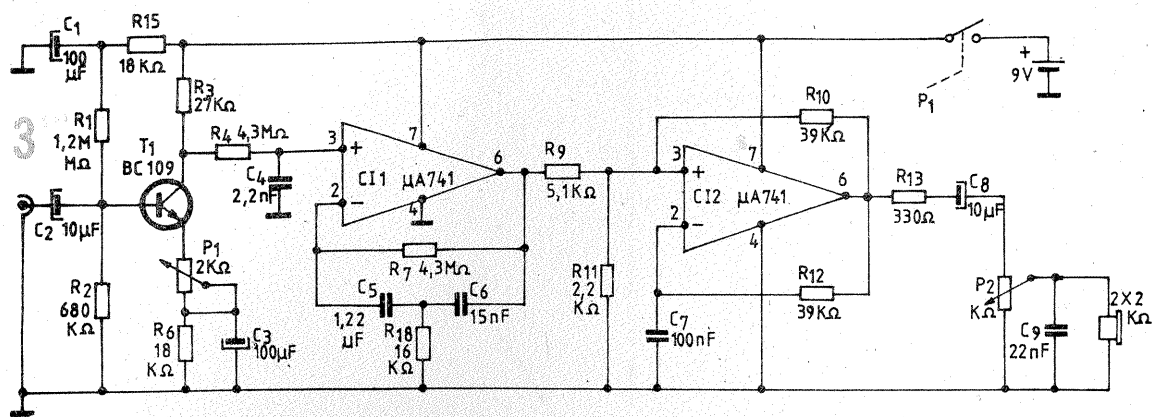 C1
100
µF
R15
18KΩ
R3
27KΩ
R1
1,2M
MΩ
3
T1
BC109
R4 4,3MΩ
C4
2,2nF
3
+
2
−
7
CI1 µA741
6
4
R9
5,1KΩ
R10
39KΩ
P1
+
9V
3
+
2
−
7
CI2 µA741
6
4
R13
330Ω
C8
10µF
C2
10µF
P1
2KΩ
R7 4,3MΩ
C5
1,22
µF
C6
15nF
R18
16
KΩ
R11
2,2
KΩ
R12
39KΩ
C7
100nF
R2
680
KΩ
R6
18
KΩ
C3
100µF
P2
KΩ
C9
22nF
2X2
KΩ